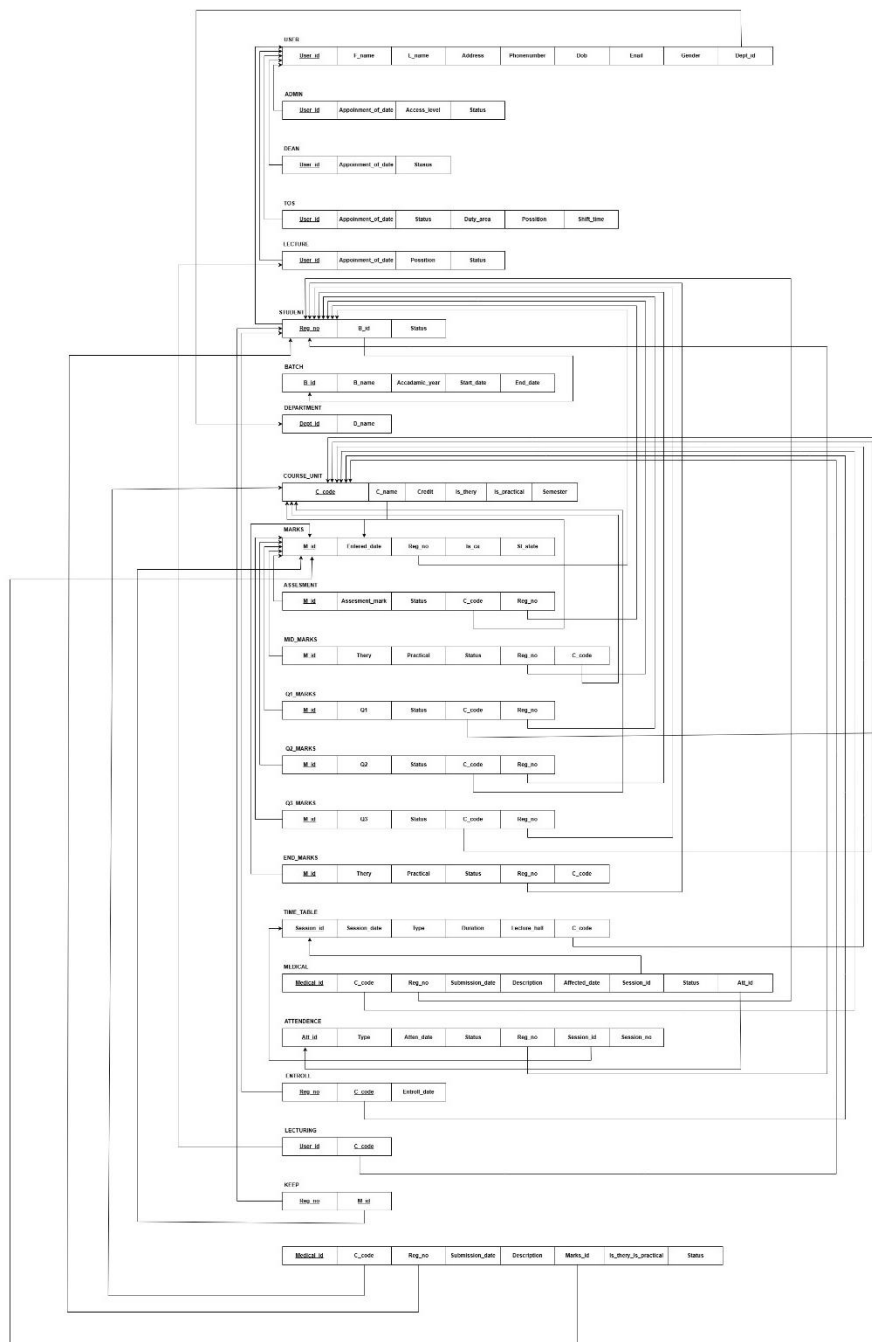 USER
User_id F_name L_name Address Phonenumber Dob Email Gender Dept_id
ADMIN
User_id Appoinment_of_date Access_level Status
DEAN
User_id Appoinment_of_date Status
TOS
User_id Appoinment_of_date Status Duty_area Possition Shift_time
LECTURE
User_id Appoinment_of_date Possition Status
STUDENT
Reg_no B_id Status
BATCH
B_id B_name Accadamic_year Start_date End_date
DEPARTMENT
Dept_id D_name
COURSE_UNIT
C_code C_name Credit Is_thery Is_practical Semester
MARKS
M_id Entered_date Reg_no Is_ca St_state
ASSESMENT
M_id Assesment_mark Status C_code Reg_no
MID_MARKS
M_id Thery Practical Status Reg_no C_code
Q1_MARKS
M_id Q1 Status C_code Reg_no
Q2_MARKS
M_id Q2 Status C_code Reg_no
Q3_MARKS
M_id Q3 Status C_code Reg_no
END_MARKS
M_id Thery Practical Status Reg_no C_code
TIME_TABLE
Session_id Session_date Type Duration Lecture_hall C_code
MEDICAL
Medical_id C_code Reg_no Submission_date Description Affected_date Session_id Status Att_id
ATTENDENCE
Att_id Type Atten_date Status Reg_no Session_id Session_no
ENTROLL
Reg_no C_code Entroll_date
LECTURING
User_id C_code
KEEP
Reg_no M_id
Medical_id C_code Reg_no Submission_date Description Marks_id Is_thery_is_practical Status